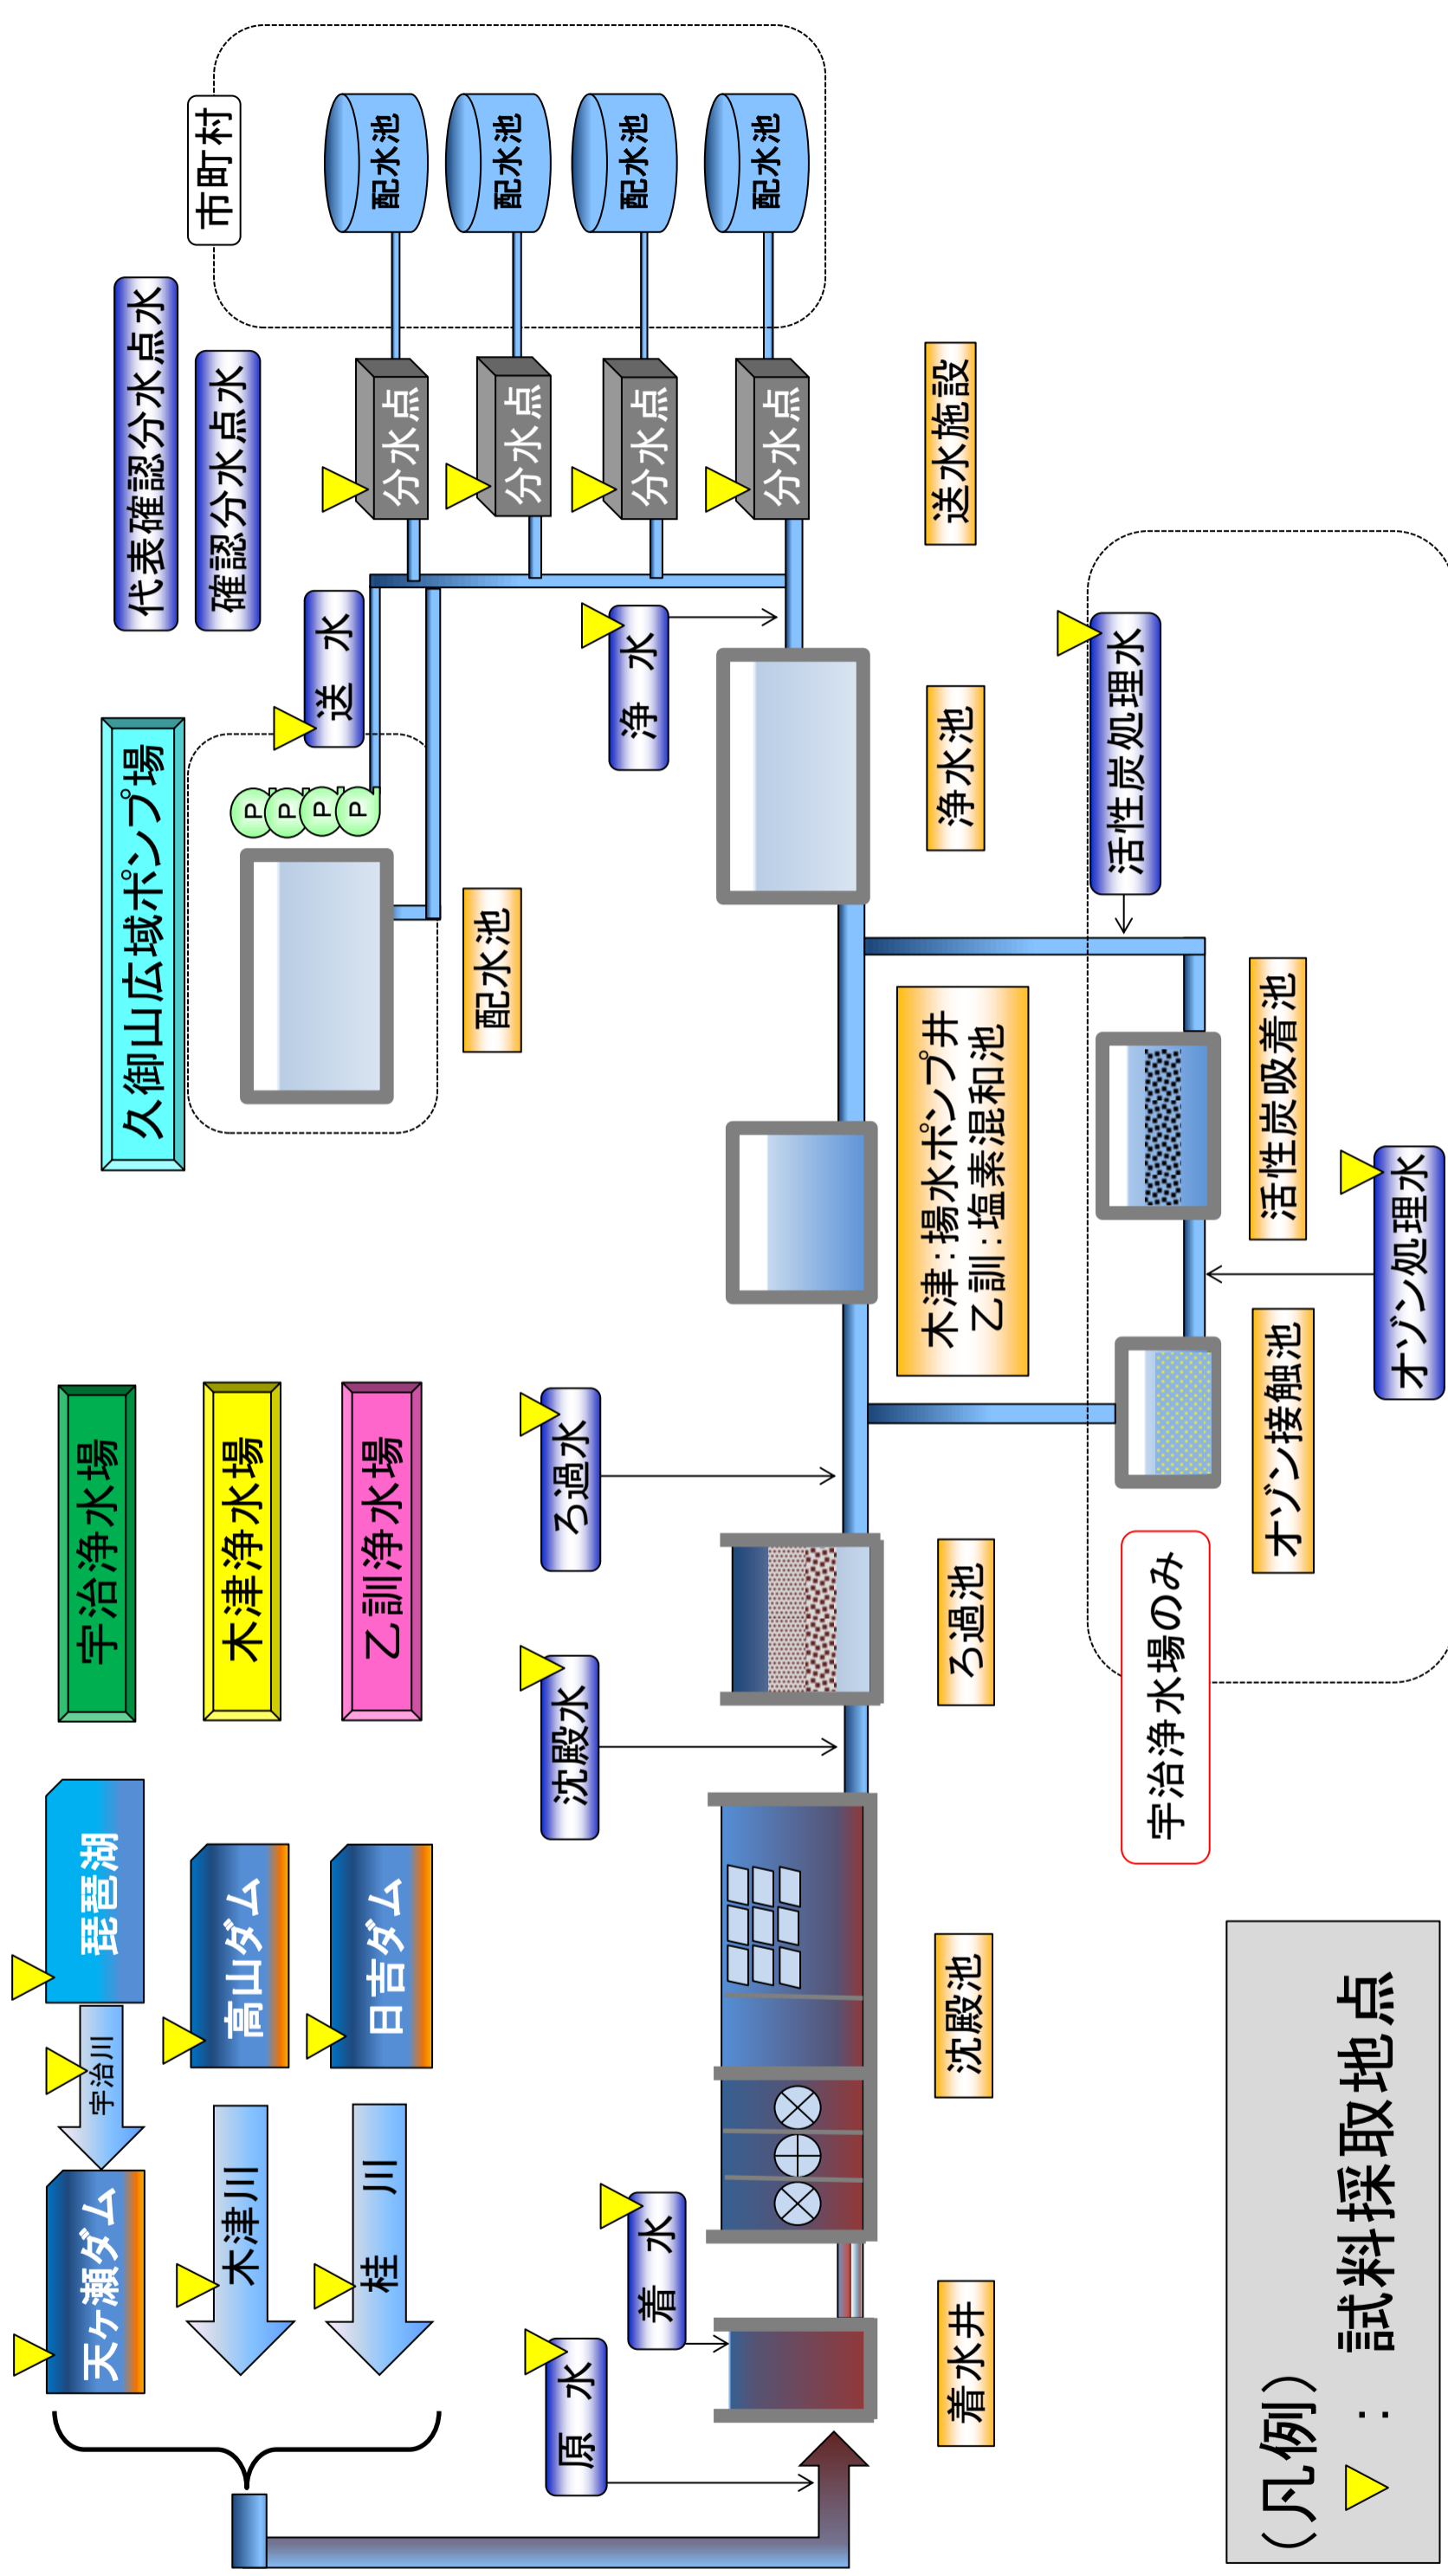 琵琶湖
宇治川
天ヶ瀬ダム
高山ダム
木津川
日吉ダム
桂　川
宇治浄水場
木津浄水場
乙訓浄水場
久御山広域ポンプ場
P
P
P
P
送　水
配水池
代表確認分水点水
確認分水点水
市町村
配水池
配水池
配水池
配水池
分水点
分水点
分水点
分水点
原　水
着　水
沈殿水
ろ過水
浄　水
着水井
沈殿池
ろ過池
木津：揚水ポンプ井
乙訓：塩素混和池
浄水池
送水施設
宇治浄水場のみ
オゾン接触池
オゾン処理水
活性炭吸着池
活性炭処理水
（凡例）
：試料採取地点